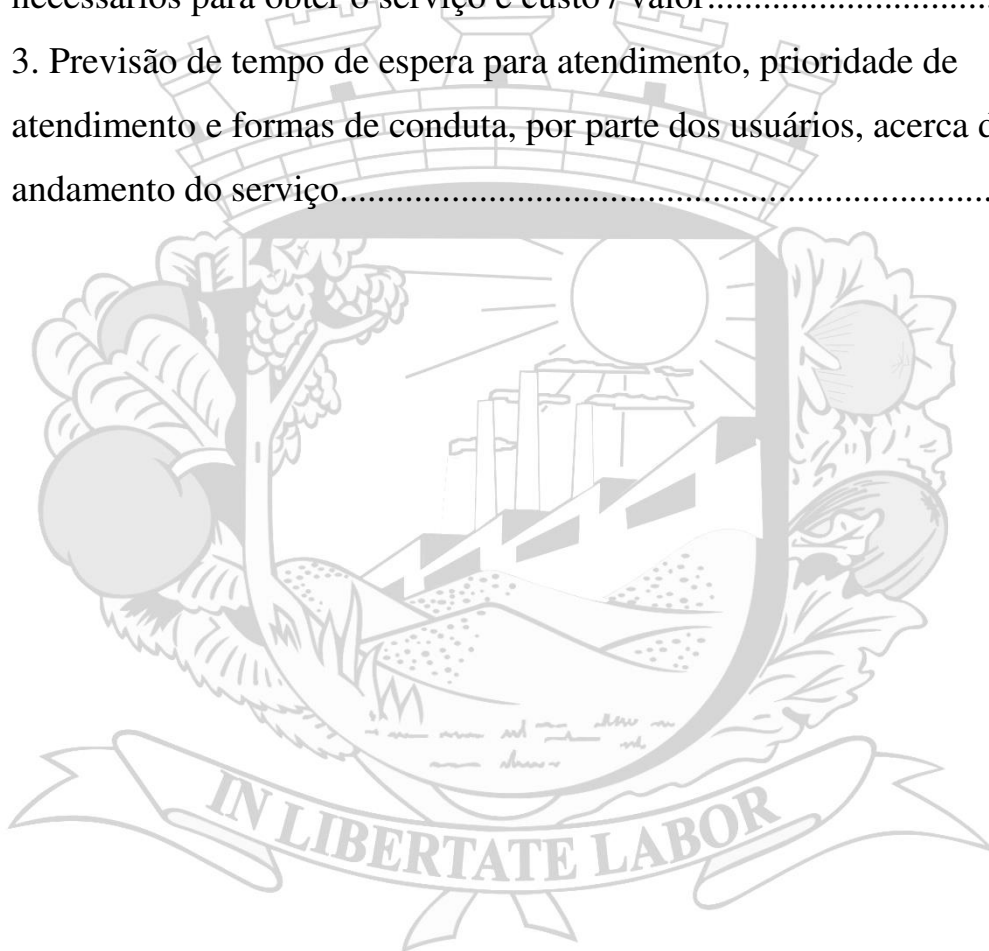 necessários para obter o serviço e custo / valor..............................
3. Previsão de tempo de espera para atendimento, prioridade de
atendimento e formas de conduta, por parte dos usuários, acerca d
andamento do serviço......................................................................
IN LIBERTATE LABOR